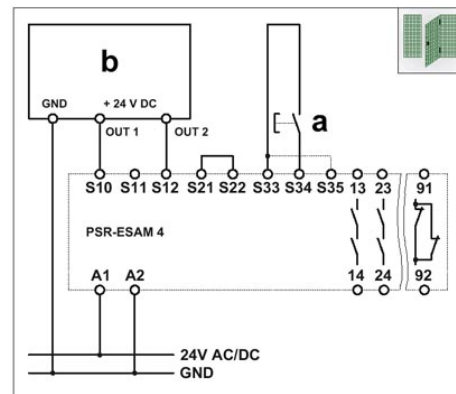 b
GND
+ 24 V DC
OUT 1
OUT 2
a
S10 S11 S12 S21 S22 S33 S34 S35 13 23 91
PSR-ESAM 4
A1 A2
14 24 92
24V AC/DC
GND